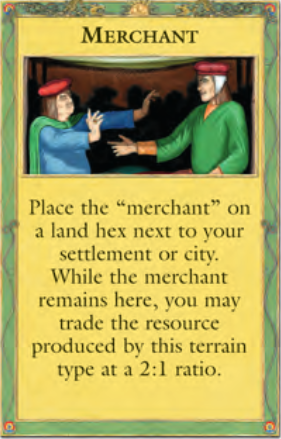 MERCHANT
Place the “merchant” on
a land hex next to your
settlement or city.
While the merchant
remains here, you may
trade the resource
produced by this terrain
type at a 2:1 ratio.